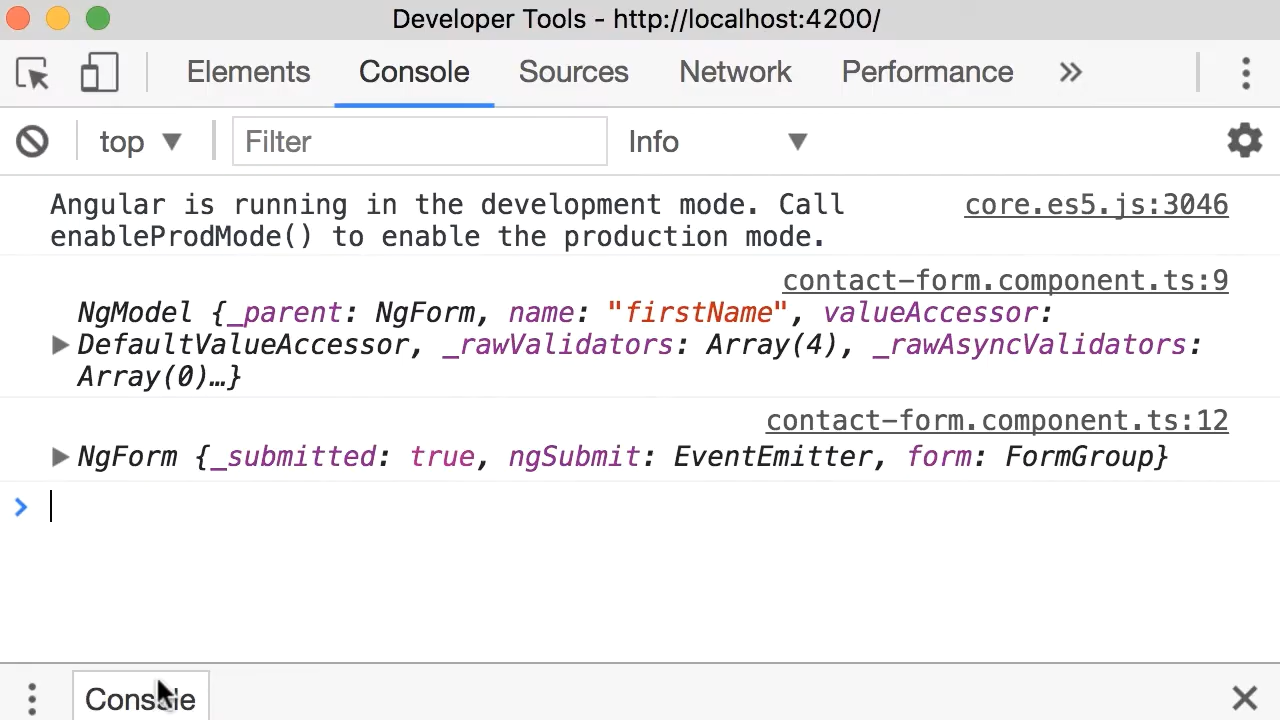 Developer Tools - http://localhost:4200/
Elements Console Sources Network Performance »
top ▼ Filter Info ▼
Angular is running in the development mode. Call core.es5.js:3046
enableProdMode() to enable the production mode.
contact-form.component.ts:9
NgModel {_parent: NgForm, name: "firstName", valueAccessor:
▶ DefaultValueAccessor, _rawValidators: Array(4), _rawAsyncValidators:
Array(0)…}
contact-form.component.ts:12
▶ NgForm {_submitted: true, ngSubmit: EventEmitter, form: FormGroup}
>
Console